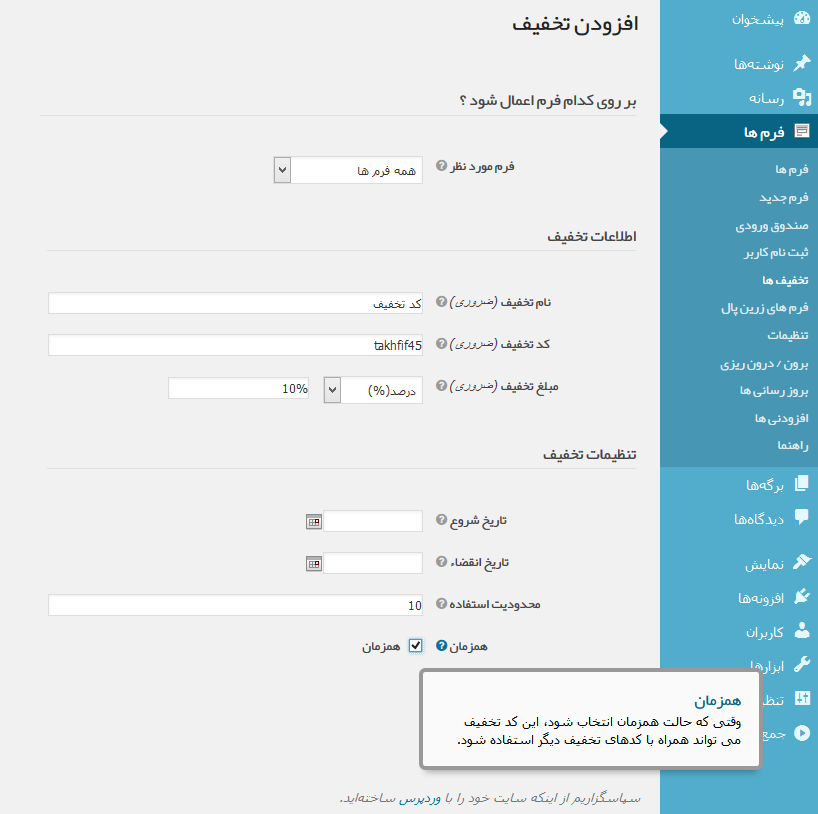 پیشخوان
نوشته‌ها
رسانه
فرم ها
فرم ها
فرم جدید
صندوق ورودی
ثبت نام کاربر
تخفیف ها
فرم های زرین پال
تنظیمات
برون / درون ریزی
بروز رسانی ها
افزودنی ها
راهنما
برگه‌ها
دیدگاه‌ها
نمایش
افزونه‌ها
کاربران
ابزارها
تنظ
جمع
افزودن تخفیف
بر روی کدام فرم اعمال شود ؟
فرم مورد نظر همه فرم ها
اطلاعات تخفیف
نام تخفیف (ضروری) کد تخفیف
کد تخفیف (ضروری) takhfif45
مبلغ تخفیف (ضروری) درصد(%) 10%
تنظیمات تخفیف
تاریخ شروع
تاریخ انقضاء
محدودیت استفاده 10
همزمان همزمان
همزمان
وقتی که حالت همزمان انتخاب شود، این کد تخفیف
می تواند همراه با کدهای تخفیف دیگر استفاده شود.
سپاسگزاریم از اینکه سایت خود را با وردپرس ساخته‌اید.